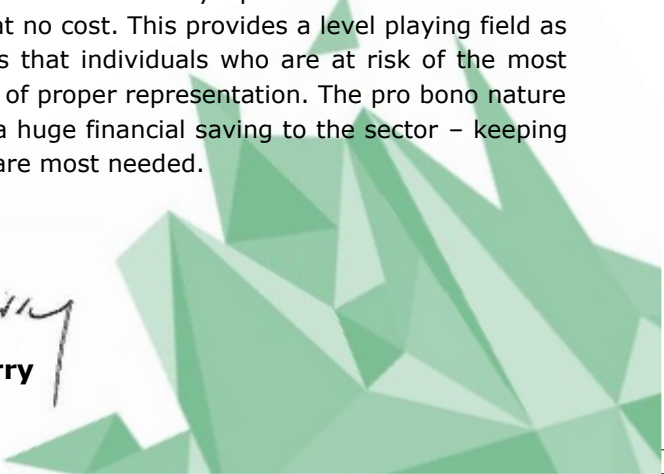 at no cost. This provides a level playing field as
s that individuals who are at risk of the most
of proper representation. The pro bono nature
a huge financial saving to the sector – keeping
are most needed.
rry